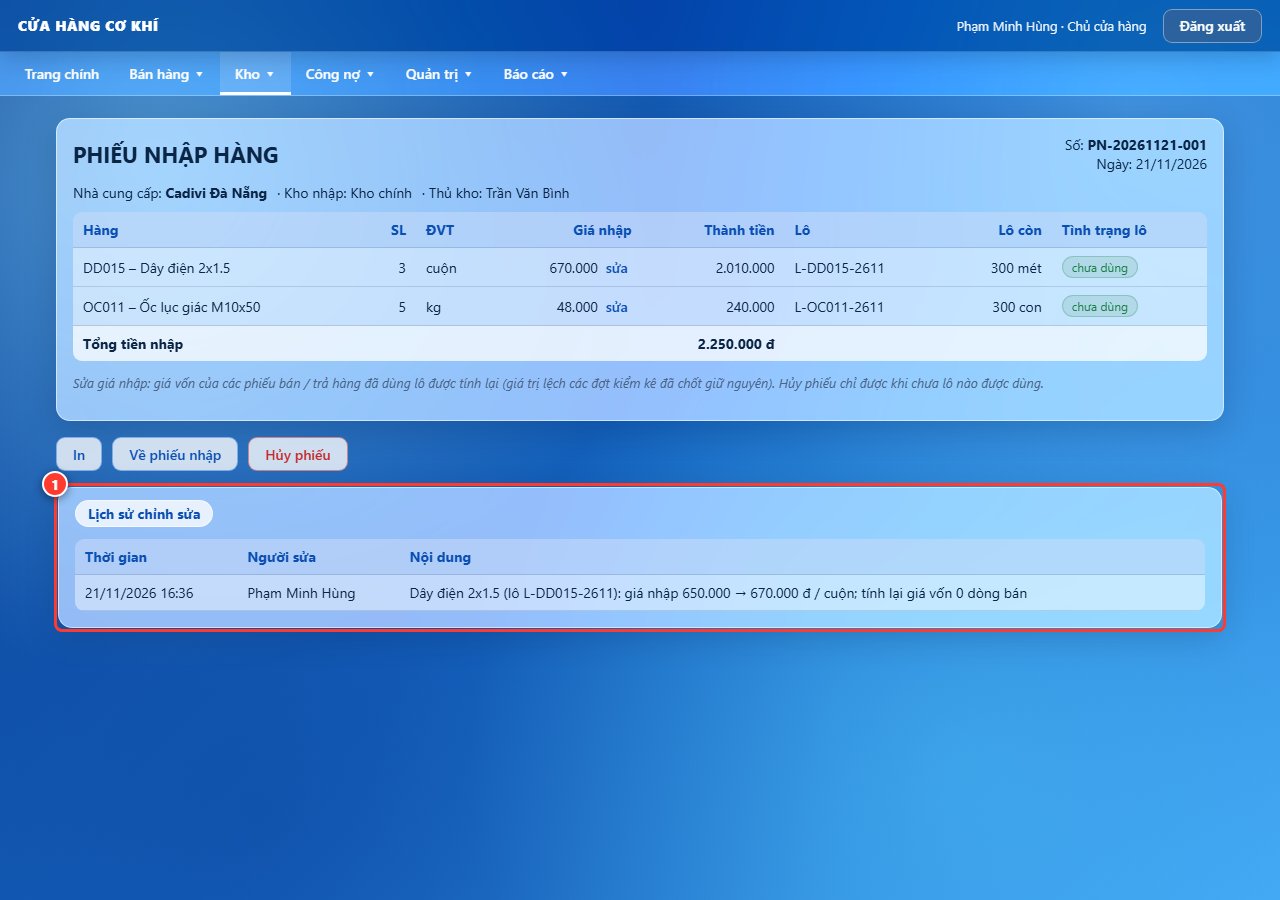 CỬA HÀNG CƠ KHÍ
Phạm Minh Hùng · Chủ cửa hàng
Đăng xuất
Trang chính Bán hàng ▼ Kho ▼ Công nợ ▼ Quản trị ▼ Báo cáo ▼
PHIẾU NHẬP HÀNG
Số: PN-20261121-001
Ngày: 21/11/2026
Nhà cung cấp: Cadivi Đà Nẵng · Kho nhập: Kho chính · Thủ kho: Trần Văn Bình
Hàng SL ĐVT Giá nhập Thành tiền Lô Lô còn Tình trạng lô
DD015 – Dây điện 2x1.5 3 cuộn 670.000 sửa 2.010.000 L-DD015-2611 300 mét chưa dùng
OC011 – Ốc lục giác M10x50 5 kg 48.000 sửa 240.000 L-OC011-2611 300 con chưa dùng
Tổng tiền nhập 2.250.000 đ
Sửa giá nhập: giá vốn của các phiếu bán / trả hàng đã dùng lô được tính lại (giá trị lệch các đợt kiểm kê đã chốt giữ nguyên). Hủy phiếu chỉ được khi chưa lô nào được dùng.
In Về phiếu nhập Hủy phiếu
1
Lịch sử chỉnh sửa
Thời gian Người sửa Nội dung
21/11/2026 16:36 Phạm Minh Hùng Dây điện 2x1.5 (lô L-DD015-2611): giá nhập 650.000 → 670.000 đ / cuộn; tính lại giá vốn 0 dòng bán